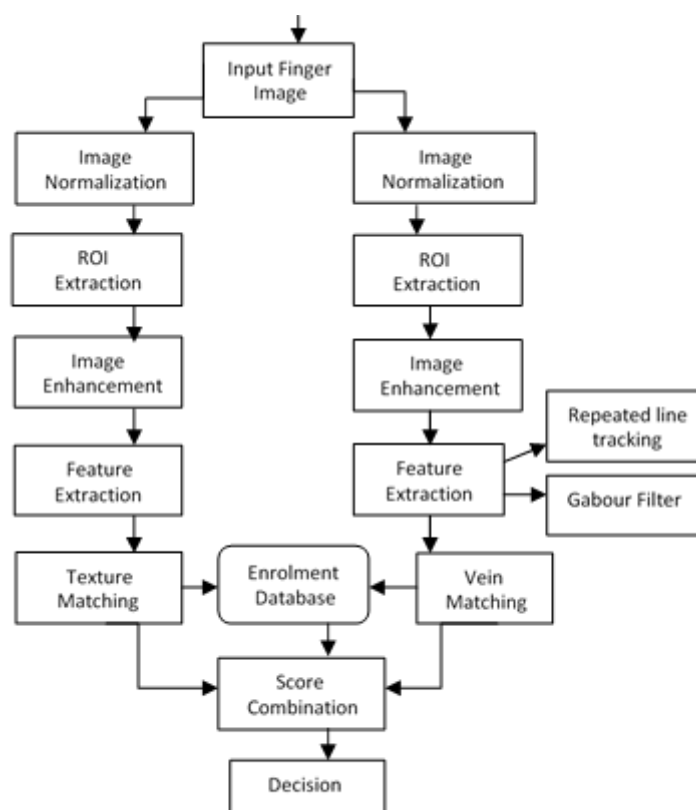 Input Finger
Image
Image
Normalization
Image
Normalization
ROI
Extraction
ROI
Extraction
Image
Enhancement
Image
Enhancement
Feature
Extraction
Feature
Extraction
Repeated line
tracking
Gabour Filter
Texture
Matching
Enrolment
Database
Vein
Matching
Score
Combination
Decision